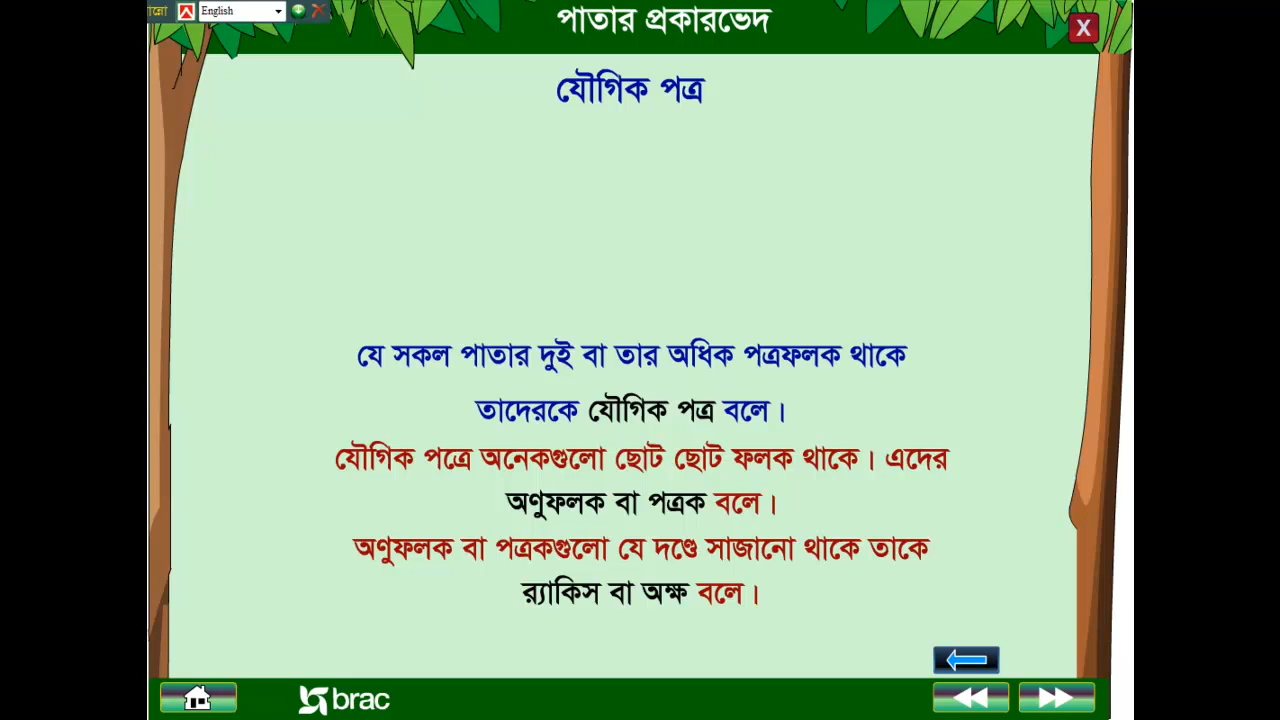 English
পাতার প্রকারভেদ
X
যৌগিক পত্র
যে সকল পাতার দুই বা তার অধিক পত্রফলক থাকে
তাদেরকে যৌগিক পত্র বলে।
যৌগিক পত্রে অনেকগুলো ছোট ছোট ফলক থাকে। এদের
অণুফলক বা পত্রক বলে।
অণুফলক বা পত্রকগুলো যে দণ্ডে সাজানো থাকে তাকে
র‍্যাকিস বা অক্ষ বলে।
brac